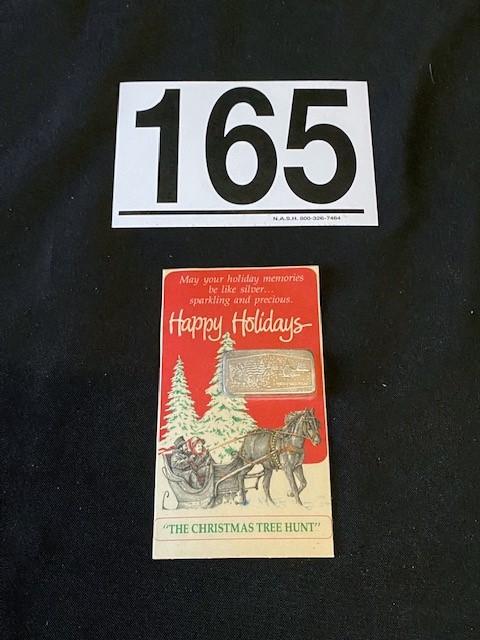 165
N.A.S.H. 800-326-7464
May your holiday memories
be like silver...
sparkling and precious.
Happy Holidays
"THE CHRISTMAS TREE HUNT"